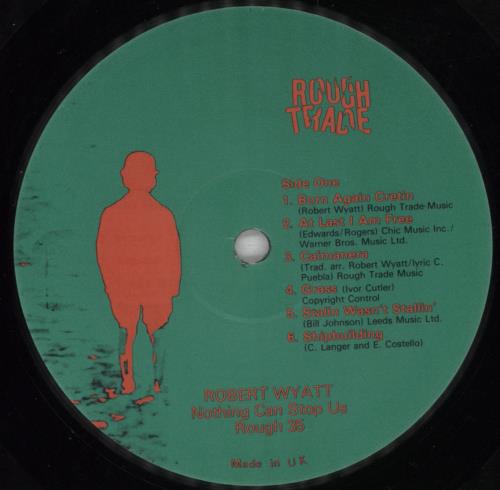 ROUGH
TRADE
Side One
1. Born Again Cretin
(Robert Wyatt) Rough Trade Music
2. At Last I Am Free
(Edwards/Rogers) Chic Music Inc./
Warner Bros. Music Ltd.
3. Caimanera
(Trad. arr. Robert Wyatt/lyric C.
Puebla) Rough Trade Music
4. Grass (Ivor Cutler)
Copyright Control
5. Stalin Wasn't Stallin'
(Bill Johnson) Leeds Music Ltd.
6. Shipbuilding
(C. Langer and E. Costello)
ROBERT WYATT
Nothing Can Stop Us
Rough 35
Made in UK